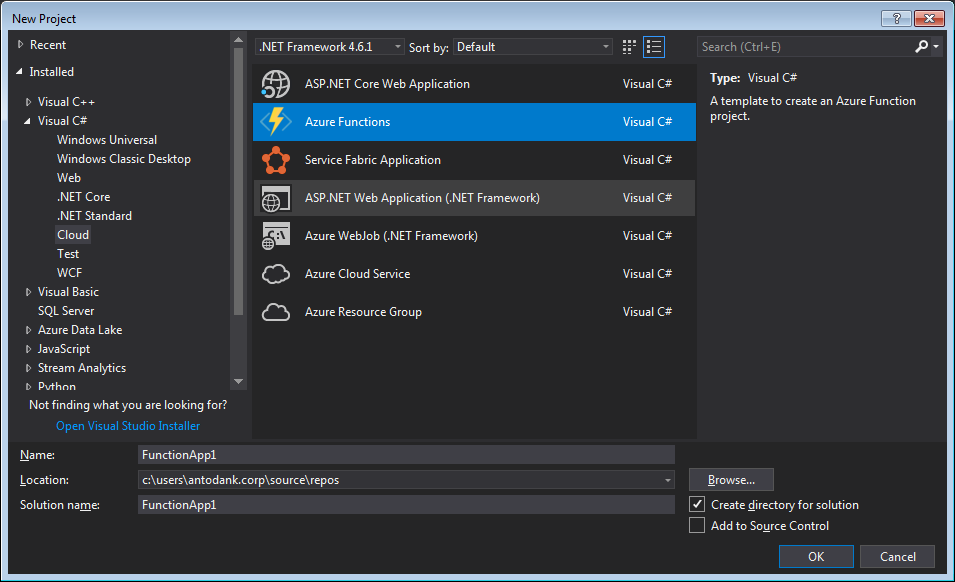 New Project
Recent
Installed
Visual C++
Visual C#
Windows Universal
Windows Classic Desktop
Web
.NET Core
.NET Standard
Cloud
Test
WCF
Visual Basic
SQL Server
Azure Data Lake
JavaScript
Stream Analytics
Python
Not finding what you are looking for?
Open Visual Studio Installer
.NET Framework 4.6.1 Sort by: Default
ASP.NET Core Web Application Visual C#
Azure Functions Visual C#
Service Fabric Application Visual C#
ASP.NET Web Application (.NET Framework) Visual C#
Azure WebJob (.NET Framework) Visual C#
Azure Cloud Service Visual C#
Azure Resource Group Visual C#
Search (Ctrl+E)
Type: Visual C#
A template to create an Azure Function
project.
Name: FunctionApp1
Location: c:\users\antodank.corp\source\repos Browse...
Solution name: FunctionApp1 Create directory for solution
Add to Source Control
OK Cancel